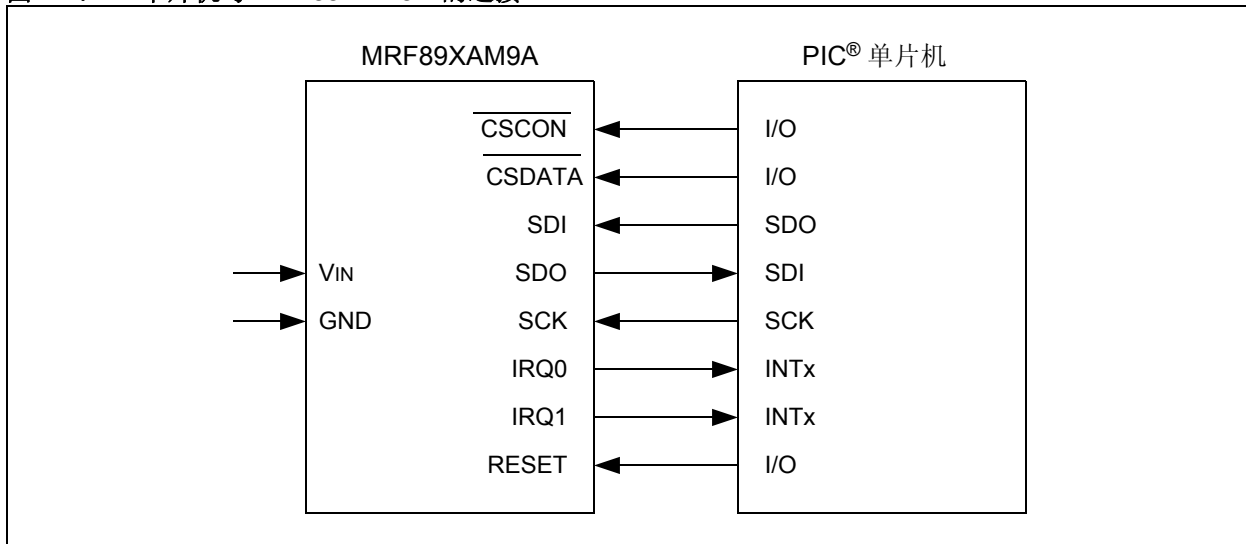 MRF89XAM9A
PIC® 单片机
CSCON
I/O
CSDATA
I/O
SDI
SDO
VIN
SDO
SDI
GND
SCK
SCK
IRQ0
INTx
IRQ1
INTx
RESET
I/O